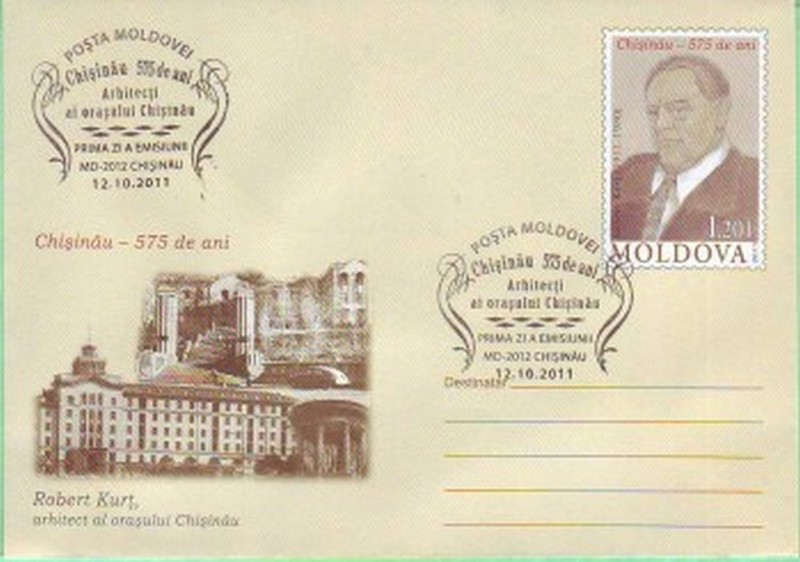 POȘTA MOLDOVEI
Chișinău 575 de ani
Arhitecți
ai orașului Chișinău
PRIMA ZI A EMISIUNII
MD-2012 CHIȘINĂU
12.10.2011
Chișinău – 575 de ani
1.20L
MOLDOVA
Chișinău – 575 de ani
POȘTA MOLDOVEI
Chișinău 575 de ani
Arhitecți
ai orașului Chișinău
PRIMA ZI A EMISIUNII
MD-2012 CHIȘINĂU
12.10.2011
Destinatar
Robert Kurț,
arhitect al orașului Chișinău